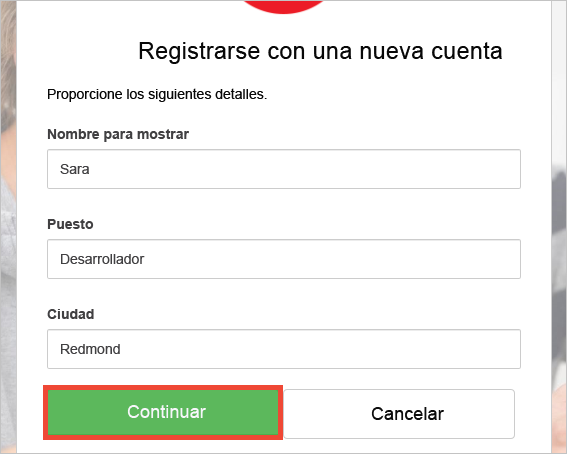 Registrarse con una nueva cuenta
Proporcione los siguientes detalles.
Nombre para mostrar
Sara
Puesto
Desarrollador
Ciudad
Redmond
Continuar
Cancelar